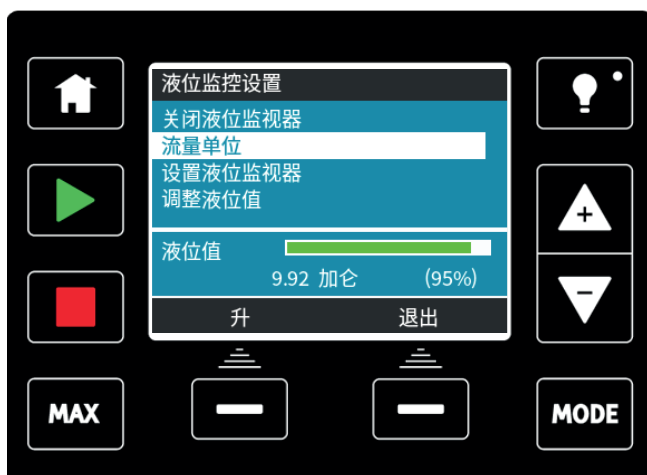 液位监控设置
关闭液位监视器
流量单位
设置液位监视器
调整液位值
液位值
9.92 加仑 (95%)
升 退出
MAX
MODE